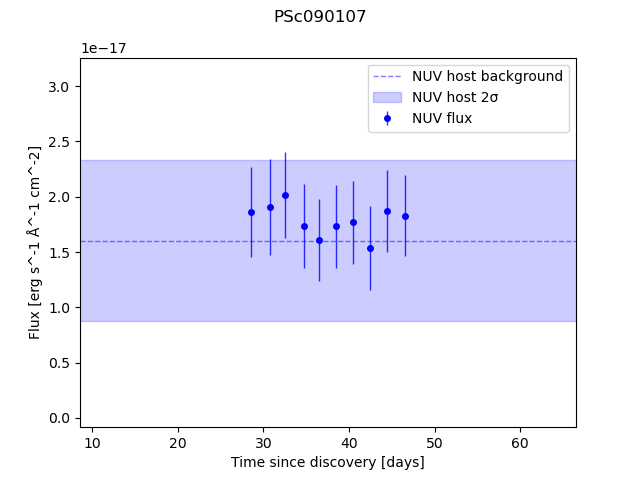 PSc090107
1e−17
NUV host background
NUV host 2σ
NUV flux
Flux [erg s^-1 Å^-1 cm^-2]
3.0
2.5
2.0
1.5
1.0
0.5
0.0
10 20 30 40 50 60
Time since discovery [days]